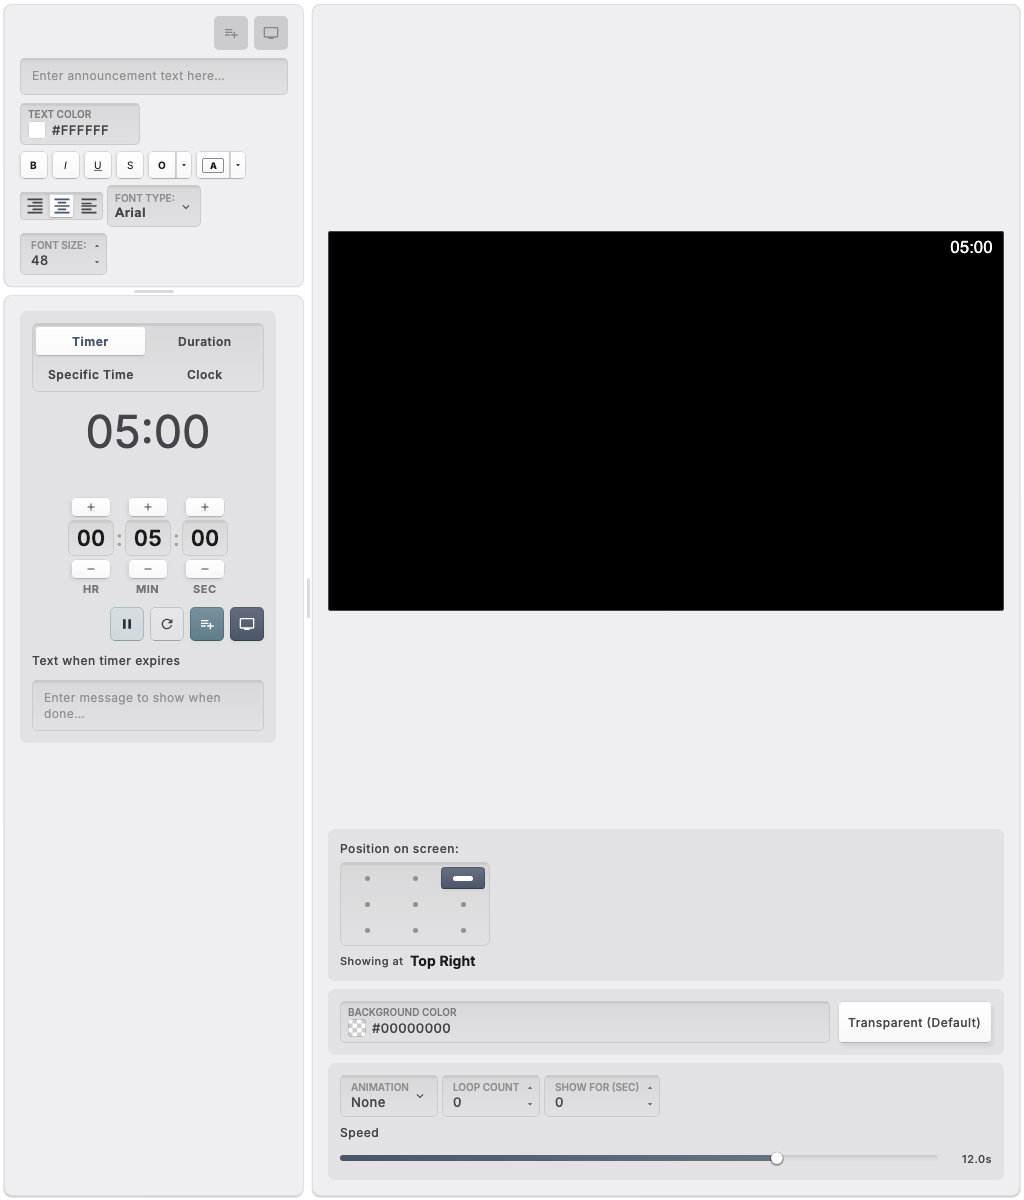 Enter announcement text here...
TEXT COLOR
#FFFFFF
B I U S O A
FONT TYPE:
Arial
FONT SIZE:
48
Timer Duration
Specific Time Clock
05:00
+ + +
00 : 05 : 00
− − −
HR MIN SEC
Text when timer expires
Enter message to show when
done...
05:00
Position on screen:
Showing at Top Right
BACKGROUND COLOR
#00000000
Transparent (Default)
ANIMATION
None
LOOP COUNT
0
SHOW FOR (SEC)
0
Speed
12.0s